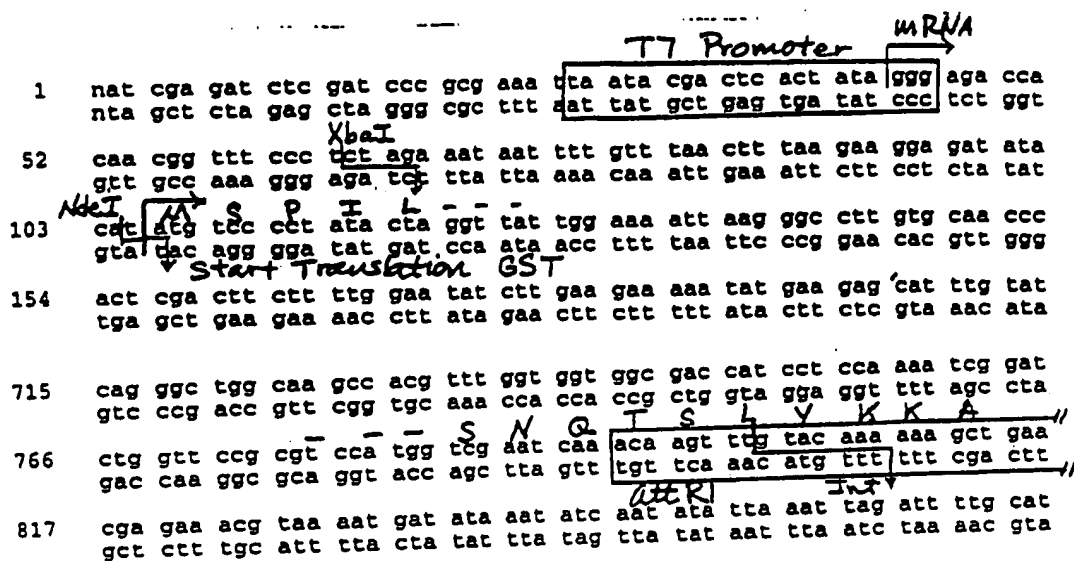 T7 Promoter mRNA
1 nat cga gat ctc gat ccc gcg aaa tta ata cga ctc act ata ggg aga cca
nta gct cta gag cta ggg cgc ttt aat tat gct gag tga tat ccc tct ggt
XbaI
52 caa cgg ttt ccc tct aga aat aat ttt gtt taa ctt taa gaa gga gat ata
gtt gcc aaa ggg aga tct tta tta aaa caa att gaa att ctt cct cta tat
NdeI M S P I L - - -
103 cat atg tcc cct ata cta ggt tat tgg aaa att aag ggc ctt gtg caa ccc
gta tac agg gga tat gat cca ata acc ttt taa ttc ccg gaa cac gtt ggg
Start Translation GST
154 act cga ctt ctt ttg gaa tat ctt gaa gaa aaa tat gaa gag cat ttg tat
tga gct gaa gaa aac ctt ata gaa ctt ctt ttt ata ctt ctc gta aac ata
715 cag ggc tgg caa gcc acg ttt ggt ggt ggc gac cat cct cca aaa tcg gat
gtc ccg acc gtt cgg tgc aaa cca cca ccg ctg gta gga ggt ttt agc cta
- - - S N Q T S L Y K K A
766 ctg gtt ccg cgt cca tgg tcg aat caa aca agt ttg tac aaa aaa gct gaa
gac caa ggc gca ggt acc agc tta gtt tgt tca aac atg ttt ttt cga ctt
attR1 Int
817 cga gaa acg taa aat gat ata aat atc aat ata tta aat tag att ttg cat
gct ctt tgc att tta cta tat tta tag tta tat aat tta atc taa aac gta